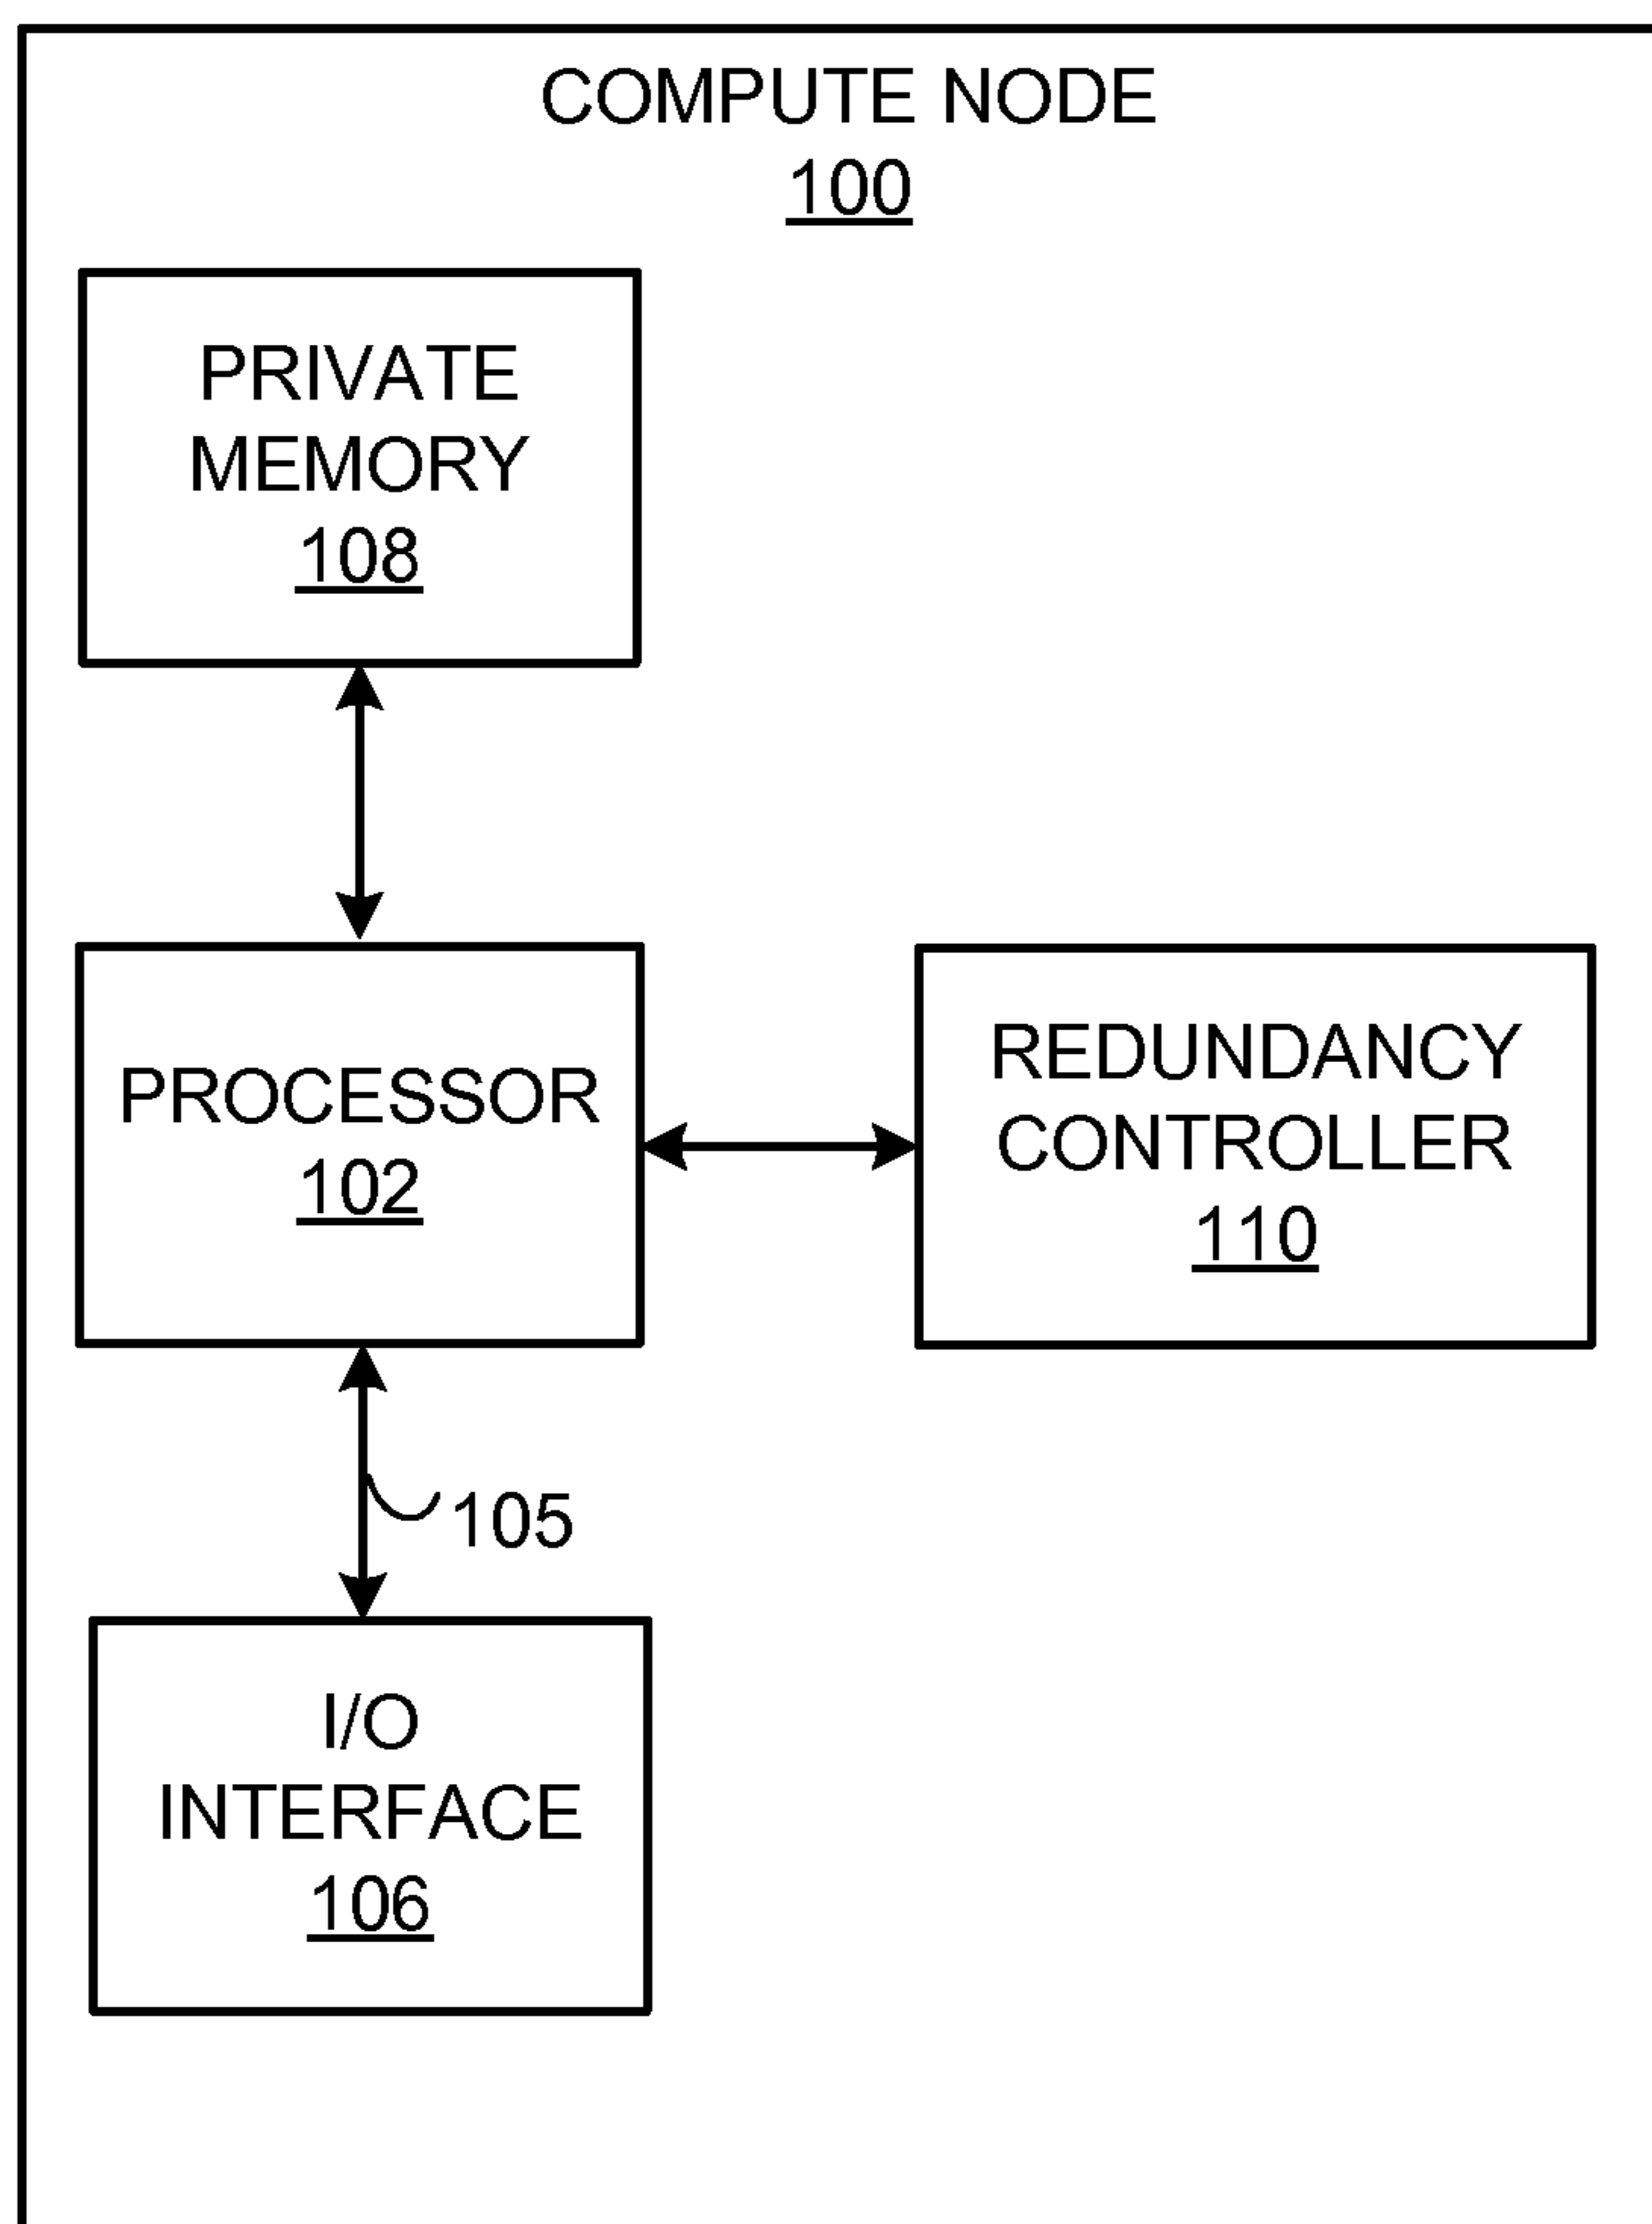 COMPUTE NODE
100
PRIVATE
MEMORY
108
PROCESSOR
102
REDUNDANCY
CONTROLLER
110
105
I/O
INTERFACE
106